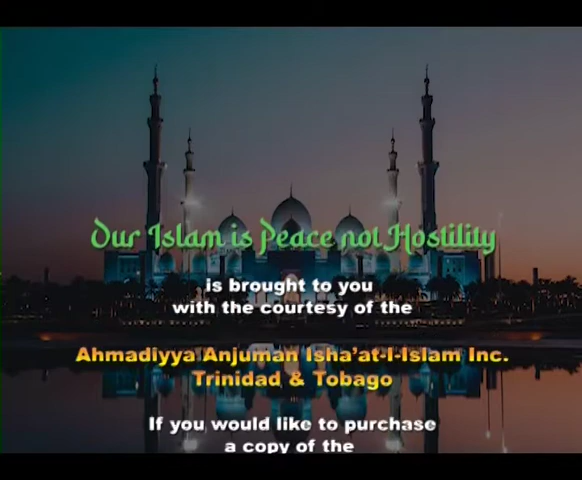 Our Islam is Peace not Hostility
is brought to you
with the courtesy of the
Ahmadiyya Anjuman Isha'at-I-Islam Inc.
Trinidad & Tobago
If you would like to purchase
a copy of the